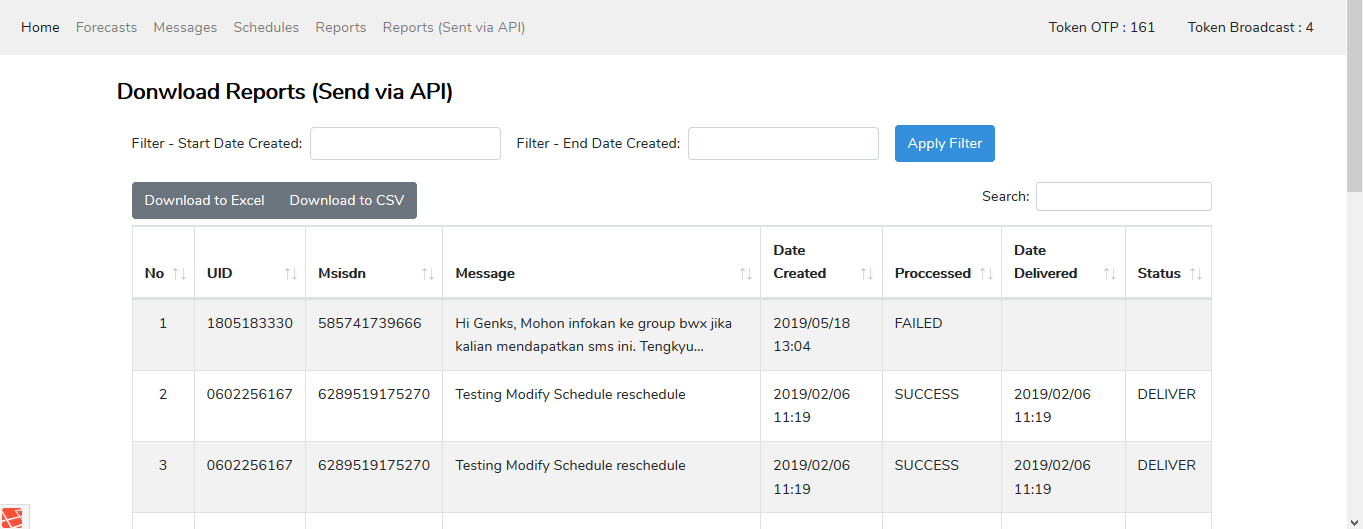 Home Forecasts Messages Schedules Reports Reports (Sent via API) Token OTP : 161 Token Broadcast : 4
Donwload Reports (Send via API)
Filter - Start Date Created: Filter - End Date Created: Apply Filter
Download to Excel Download to CSV Search:
No UID Msisdn Message Date Created Proccessed Date Delivered Status
1 1805183330 585741739666 Hi Genks, Mohon infokan ke group bwx jika 2019/05/18 FAILED
kalian mendapatkan sms ini. Tengkyu... 13:04
2 0602256167 6289519175270 Testing Modify Schedule reschedule 2019/02/06 SUCCESS 2019/02/06 DELIVER
11:19 11:19
3 0602256167 6289519175270 Testing Modify Schedule reschedule 2019/02/06 SUCCESS 2019/02/06 DELIVER
11:19 11:19